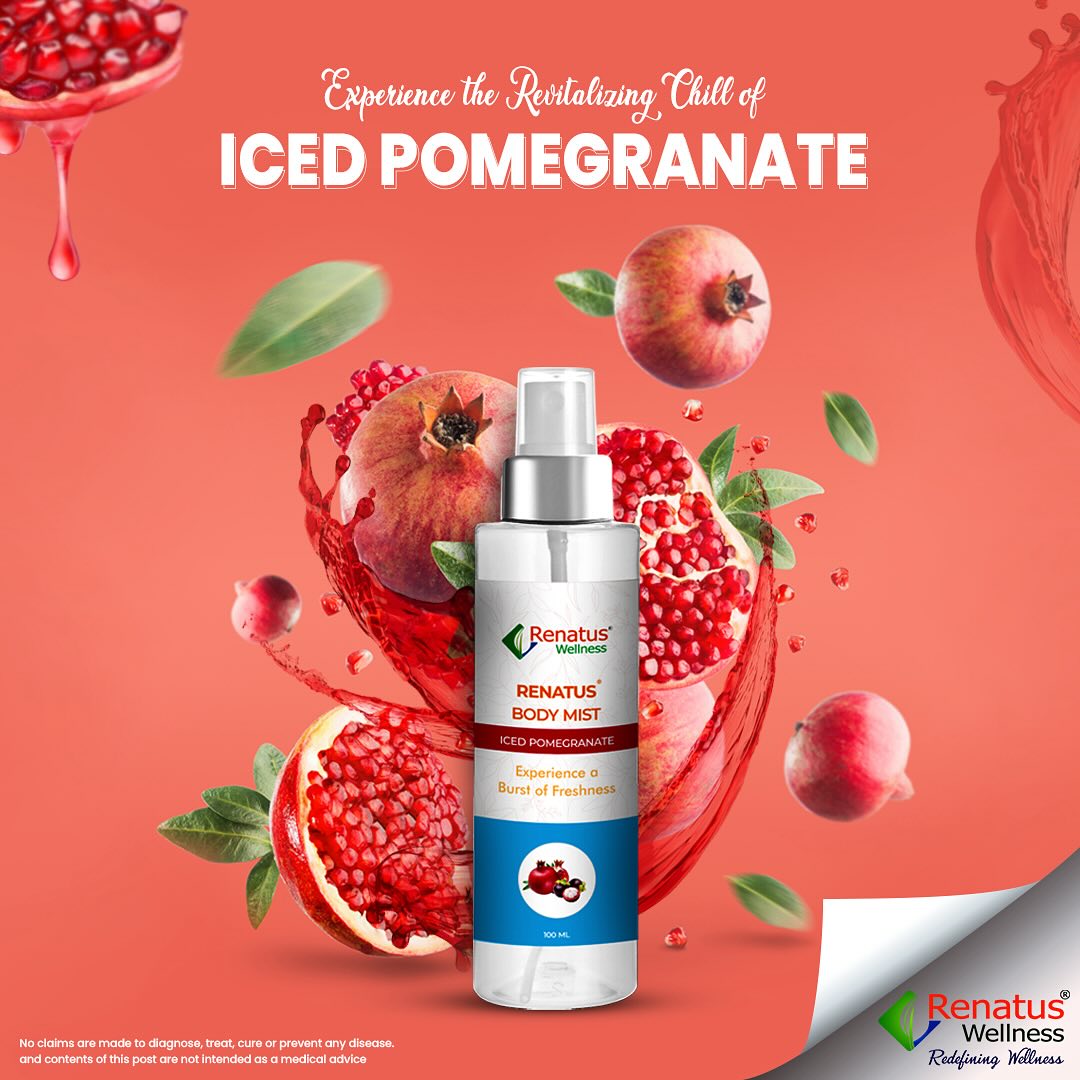 Experience the Revitalizing Chill of
ICED POMEGRANATE
Renatus®
Wellness
RENATUS®
BODY MIST
ICED POMEGRANATE
Experience a
Burst of Freshness
100 ML
No claims are made to diagnose, treat, cure or prevent any disease.
and contents of this post are not intended as a medical advice
Renatus®
Wellness
Redefining Wellness